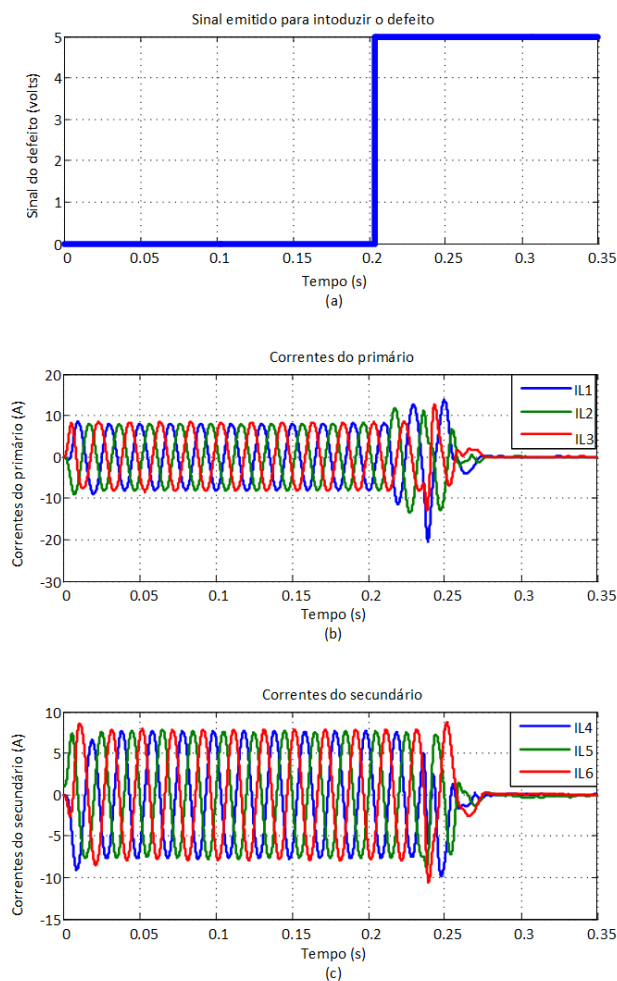 Sinal emitido para intoduzir o defeito
Sinal do defeito (volts)
5
4
3
2
1
0
0 0.05 0.1 0.15 0.2 0.25 0.3 0.35
Tempo (s)
(a)
Correntes do primário
Correntes do primário (A)
20
10
0
-10
-20
-30
IL1
IL2
IL3
0 0.05 0.1 0.15 0.2 0.25 0.3 0.35
Tempo (s)
(b)
Correntes do secundário
Correntes do secundário (A)
10
5
0
-5
-10
-15
IL4
IL5
IL6
0 0.05 0.1 0.15 0.2 0.25 0.3 0.35
Tempo (s)
(c)